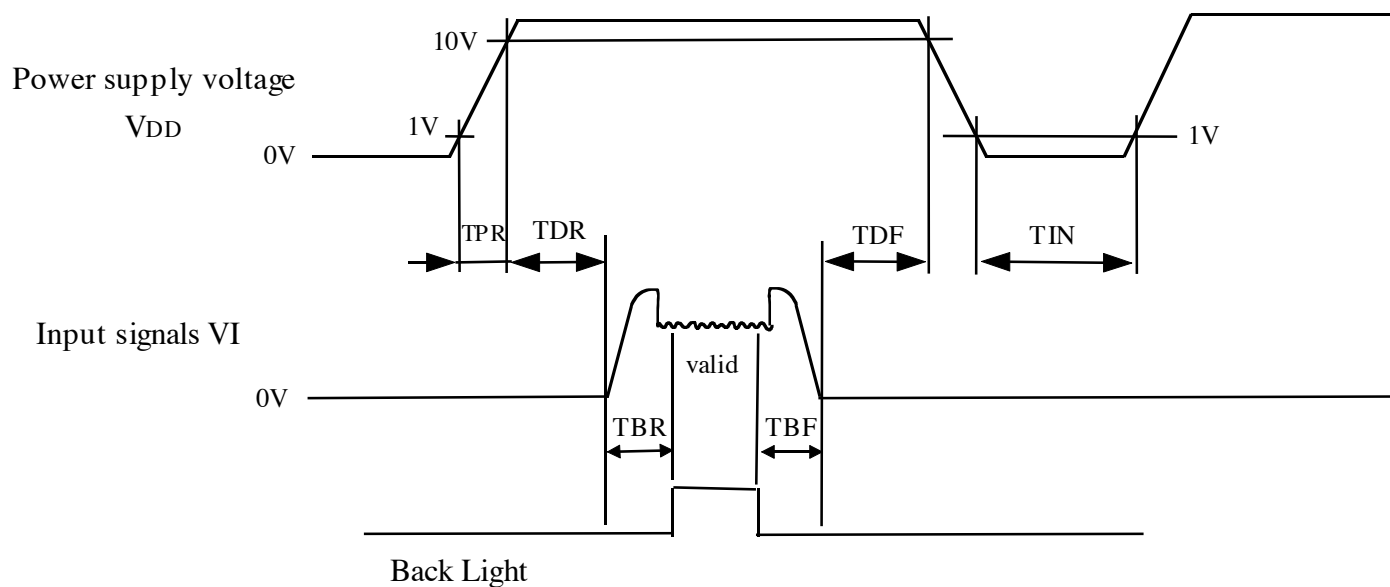 10V
Power supply voltage
VDD
1V
1V
0V
TPR
TDR
TDF
TIN
Input signals VI
valid
0V
TBR
TBF
Back Light